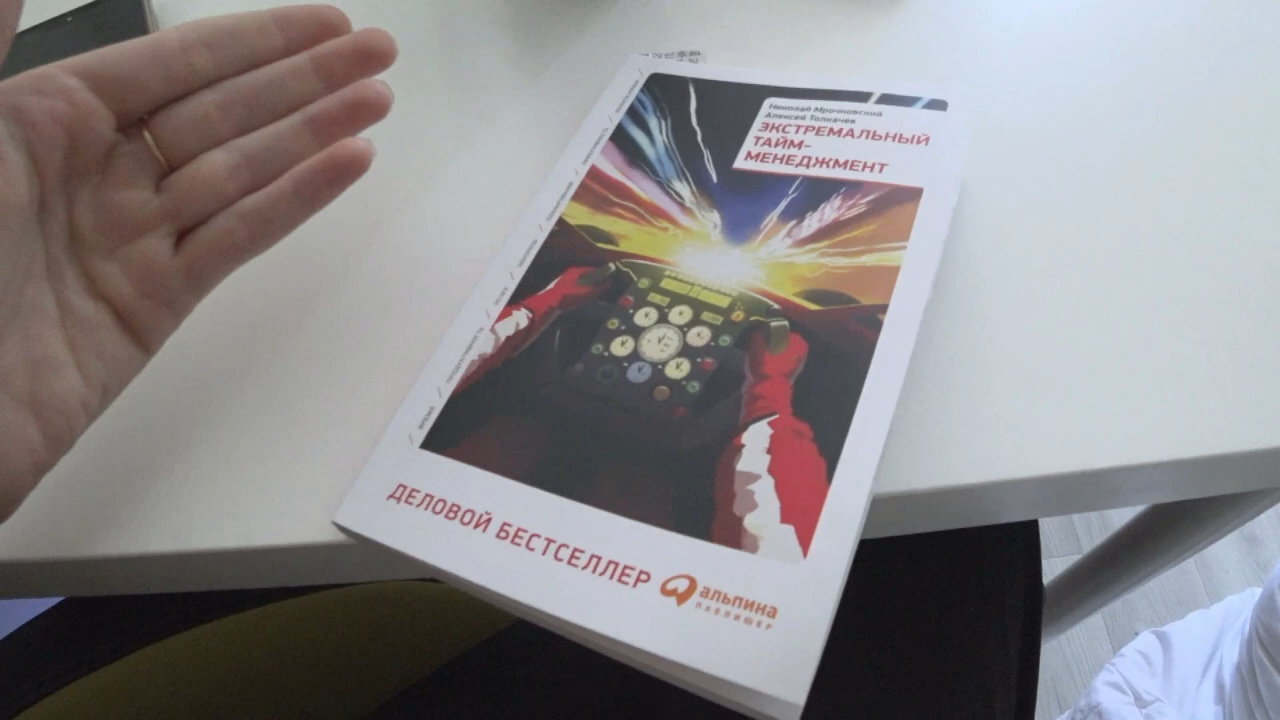 Николай Мрочковский
Алексей Толкачев
ЭКСТРЕМАЛЬНЫЙ
ТАЙМ-
МЕНЕДЖМЕНТ
ДЕЛОВОЙ БЕСТСЕЛЛЕР
альпина
ПАБЛИШЕР